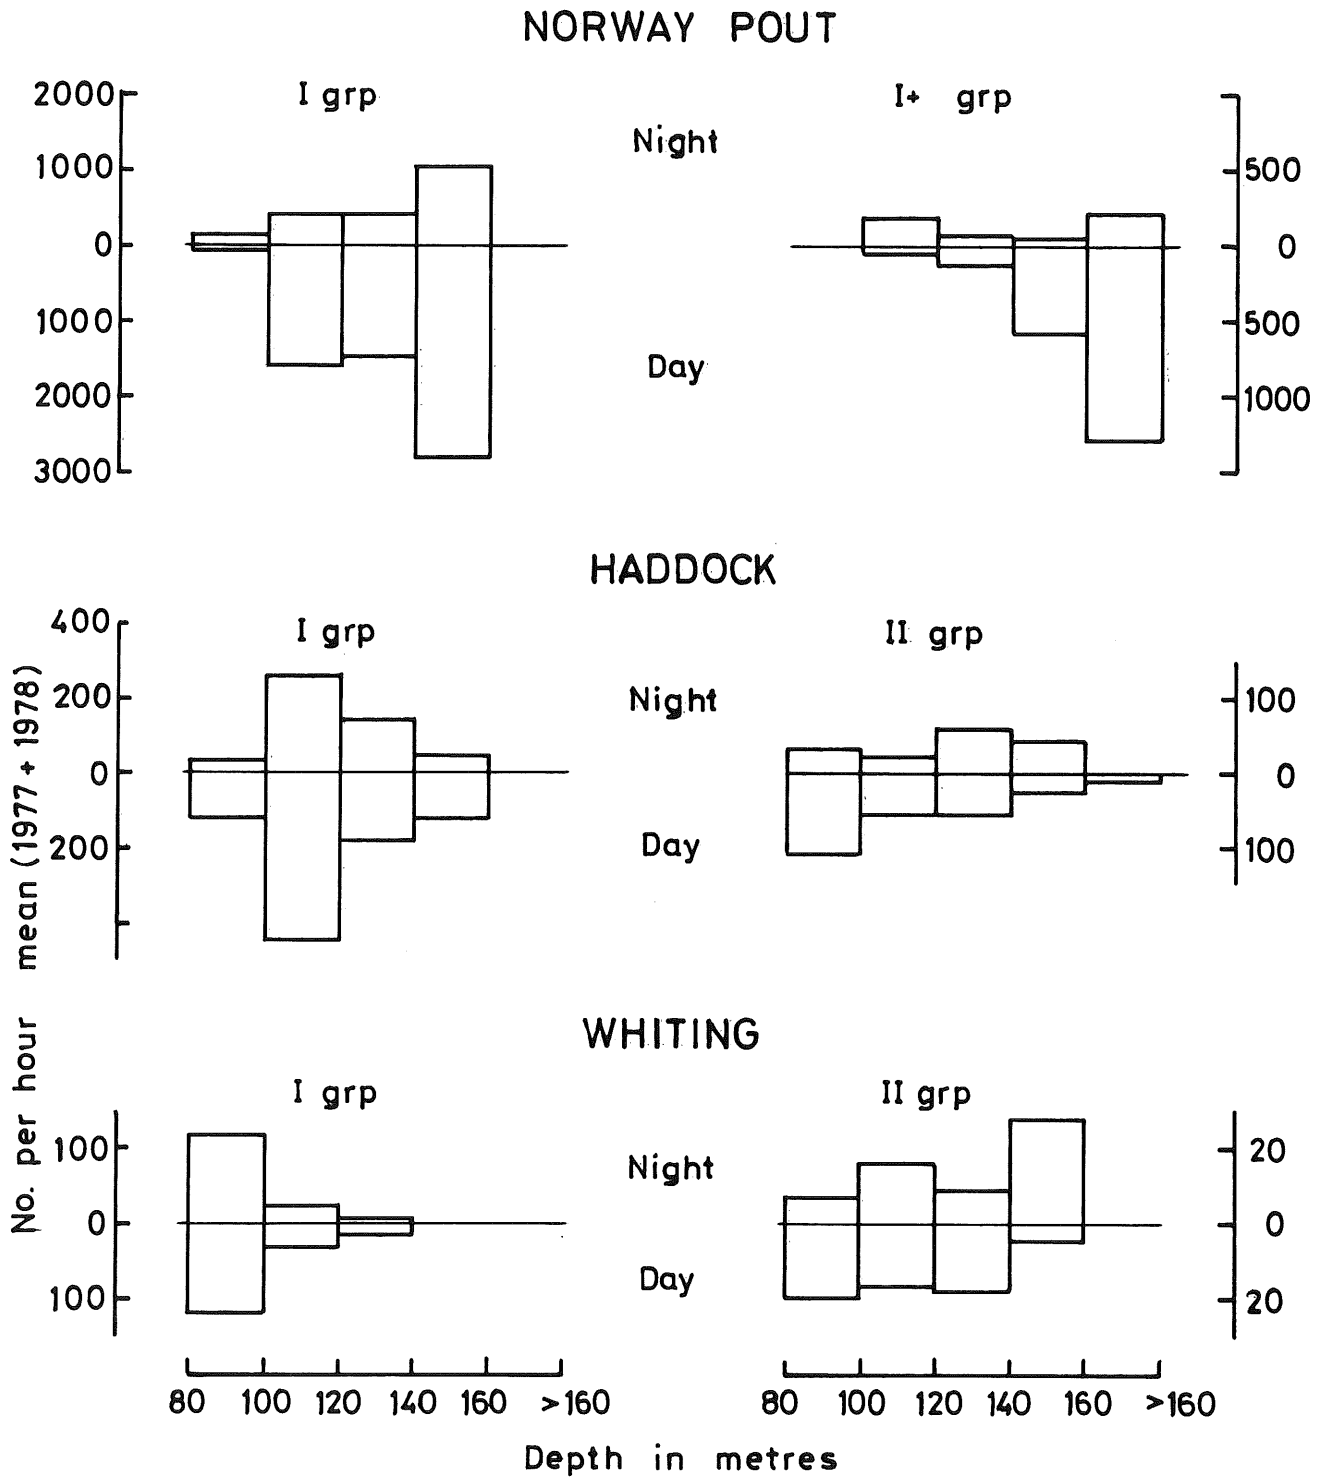 NORWAY POUT
I grp
I+ grp
2000
1000
0
1000
2000
3000
Night
Day
500
0
500
1000
HADDOCK
I grp
II grp
400
200
0
200
Night
Day
100
0
100
No. per hour mean (1977 + 1978)
WHITING
I grp
II grp
100
0
100
Night
Day
20
0
20
80 100 120 140 160 >160
80 100 120 140 160 >160
Depth in metres